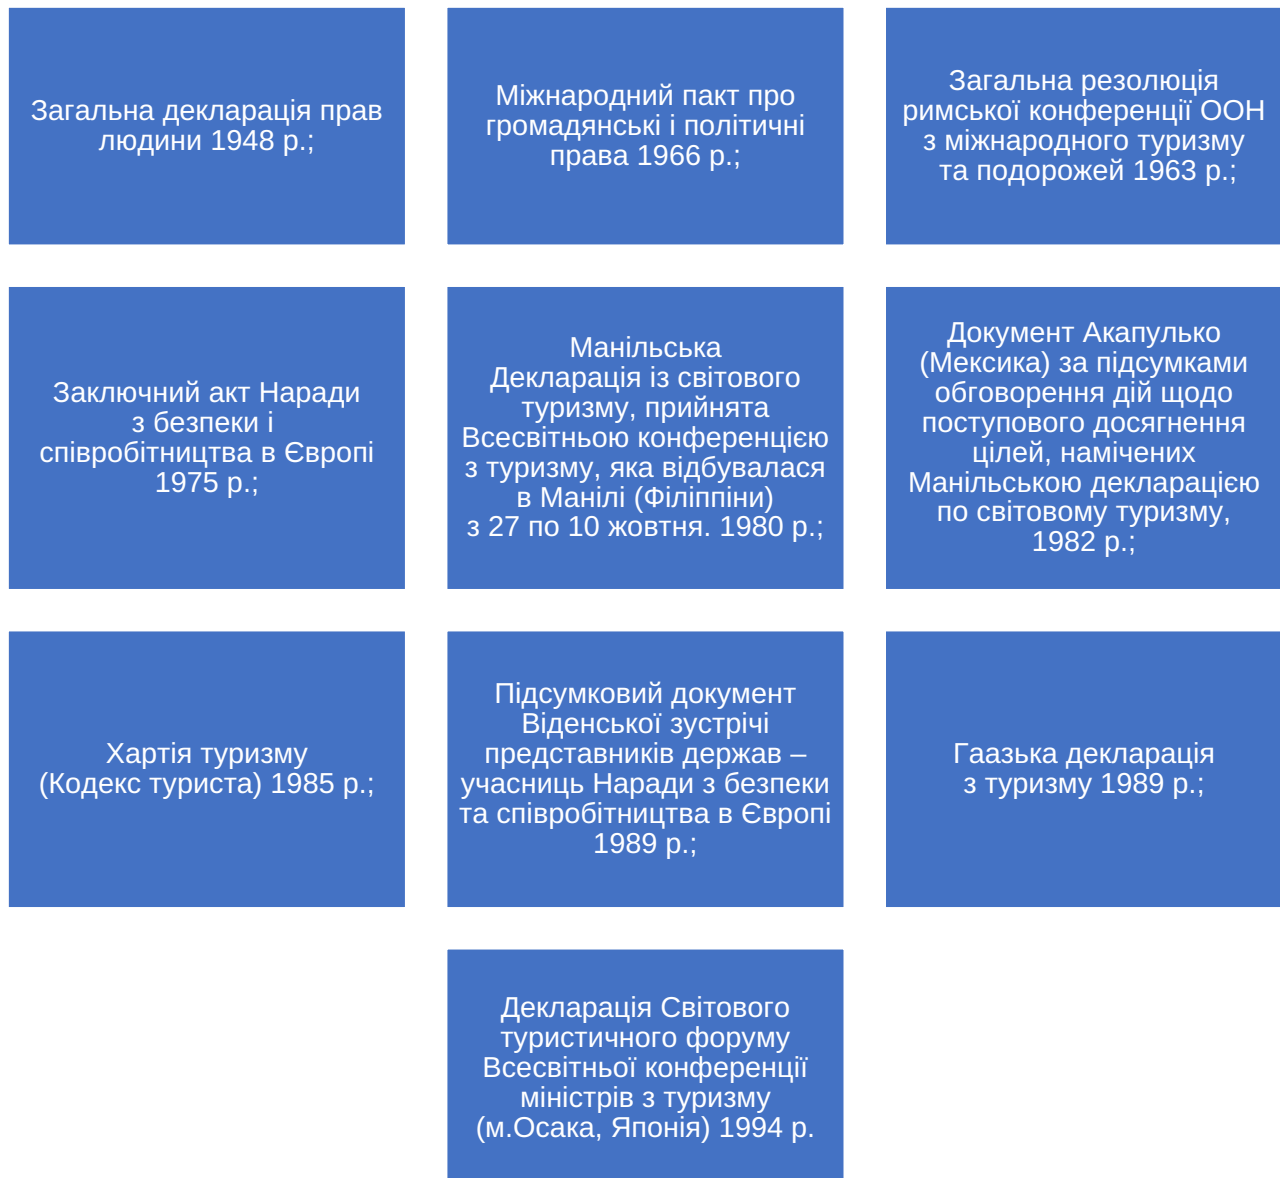 Загальна декларація прав
людини 1948 р.;
Міжнародний пакт про
громадянські і політичні
права 1966 р.;
Загальна резолюція
римської конференції ООН
з міжнародного туризму
та подорожей 1963 р.;
Заключний акт Наради
з безпеки і
співробітництва в Європі
1975 р.;
Манільська
Декларація із світового
туризму, прийнята
Всесвітньою конференцією
з туризму, яка відбувалася
в Манілі (Філіппіни)
з 27 по 10 жовтня. 1980 р.;
Документ Акапулько
(Мексика) за підсумками
обговорення дій щодо
поступового досягнення
цілей, намічених
Манільською декларацією
по світовому туризму,
1982 р.;
Хартія туризму
(Кодекс туриста) 1985 р.;
Підсумковий документ
Віденської зустрічі
представників держав –
учасниць Наради з безпеки
та співробітництва в Європі
1989 р.;
Гаазька декларація
з туризму 1989 р.;
Декларація Світового
туристичного форуму
Всесвітньої конференції
міністрів з туризму
(м.Осака, Японія) 1994 р.